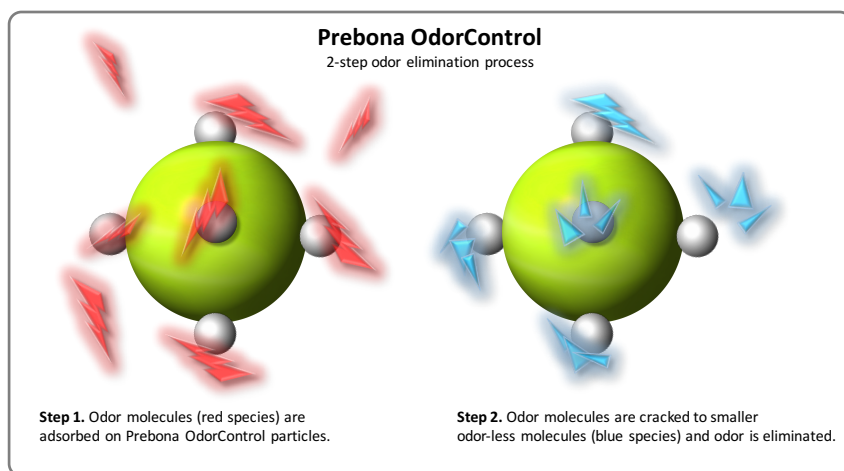 Prebona OdorControl
2-step odor elimination process
Step 1. Odor molecules (red species) are
adsorbed on Prebona OdorControl particles.
Step 2. Odor molecules are cracked to smaller
odor-less molecules (blue species) and odor is eliminated.